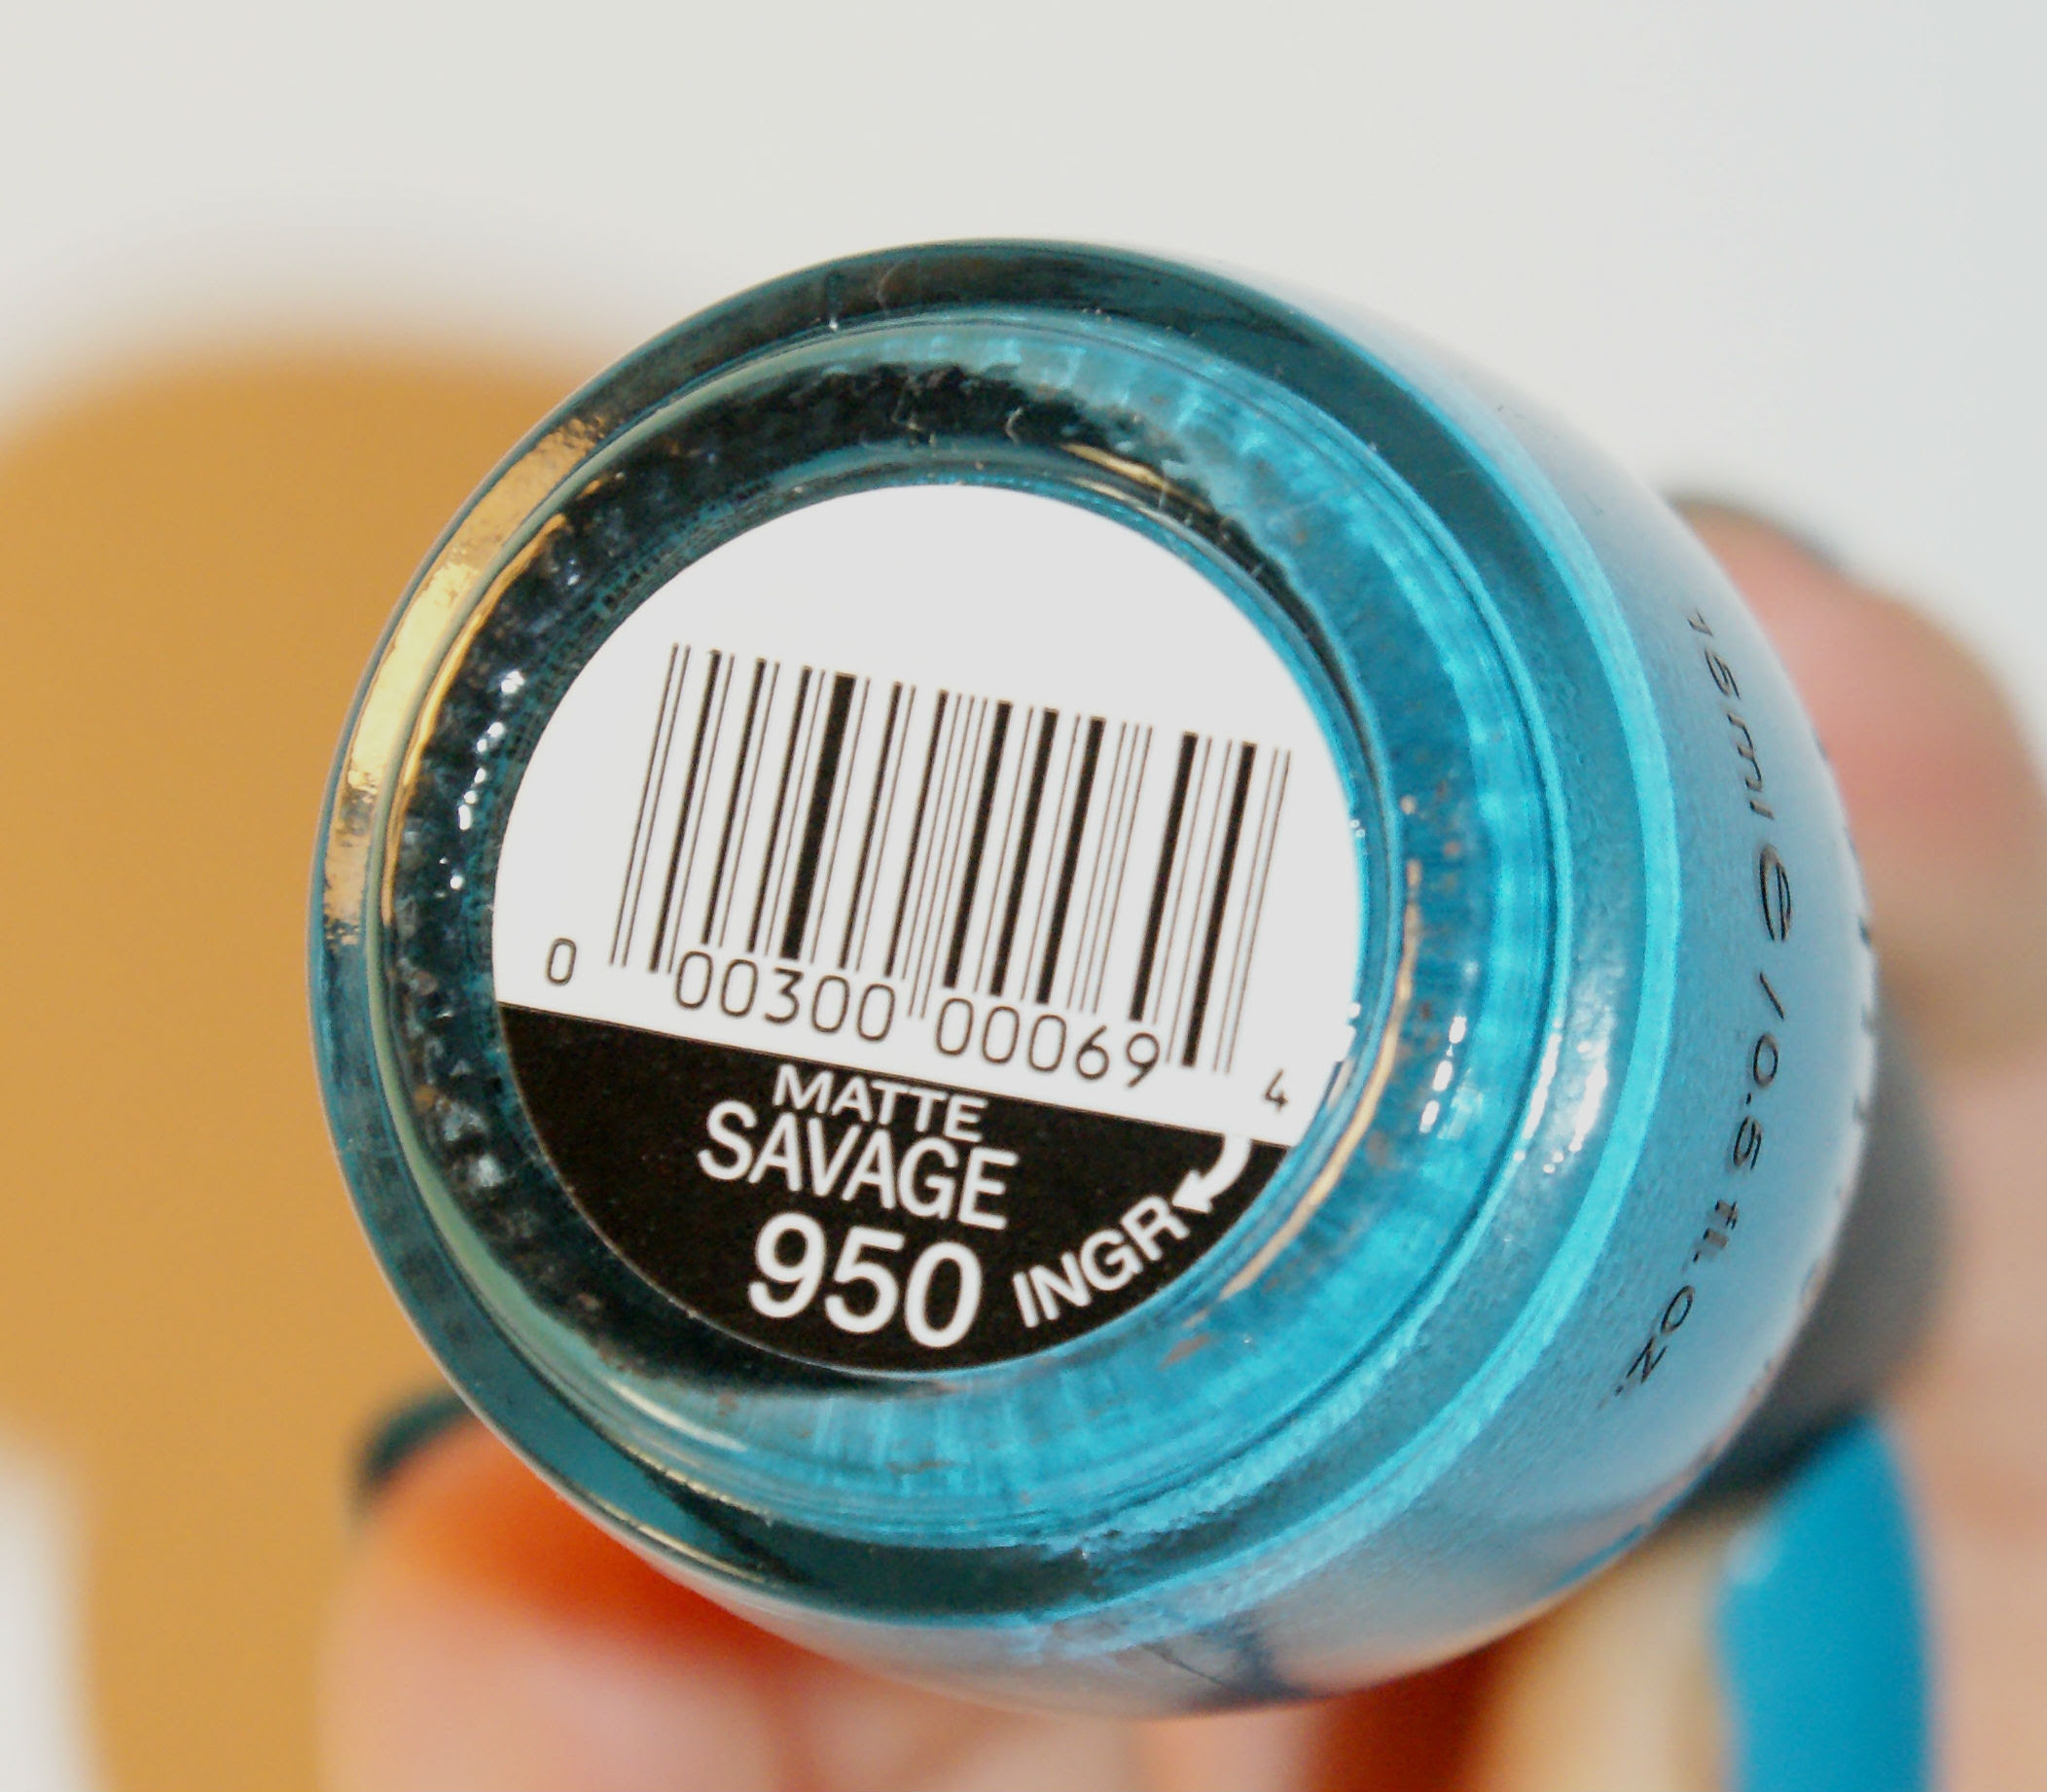 0 00300 00069 4
MATTE
SAVAGE
950
INGR
15ml e / 0.5 fl. oz.